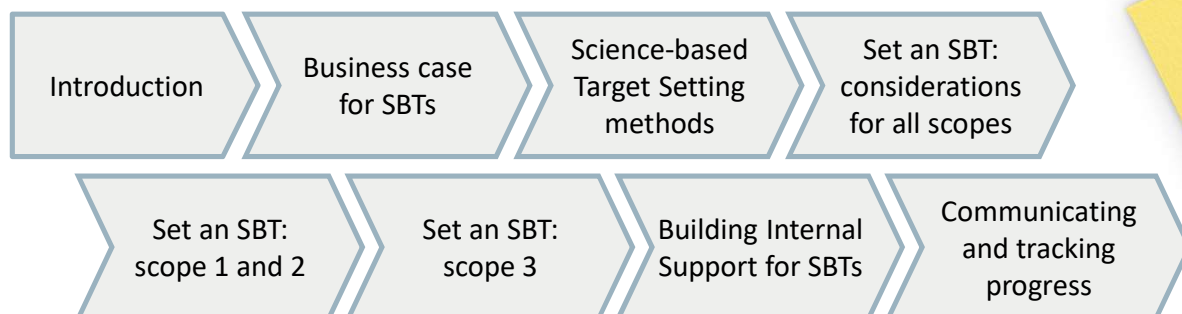 Introduction
Business case
for SBTs
Science-based
Target Setting
methods
Set an SBT:
considerations
for all scopes
Set an SBT:
scope 1 and 2
Set an SBT:
scope 3
Building Internal
Support for SBTs
Communicating
and tracking
progress